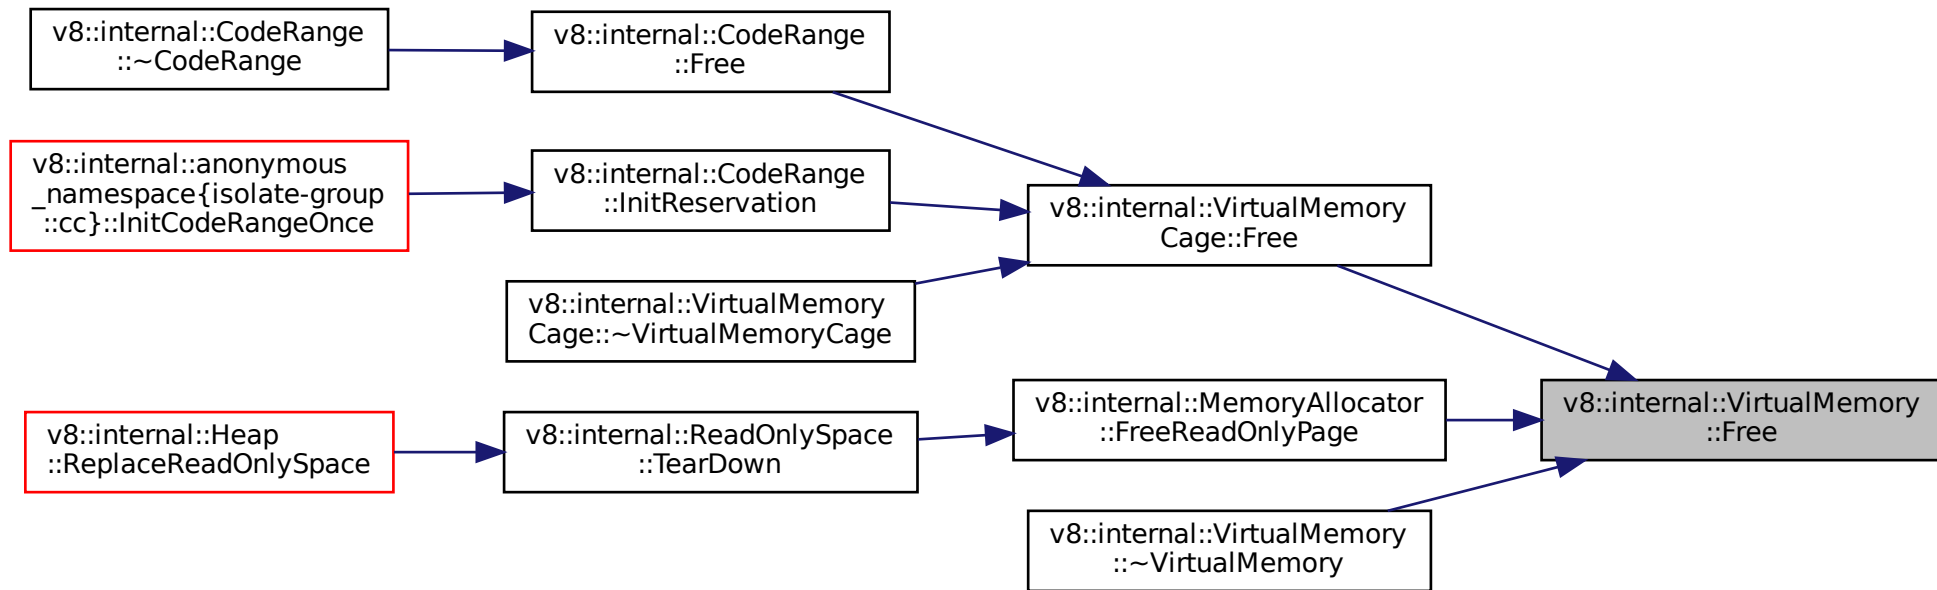 v8::internal::CodeRange
::~CodeRange
v8::internal::CodeRange
::Free
v8::internal::anonymous
_namespace{isolate-group
::cc}::InitCodeRangeOnce
v8::internal::CodeRange
::InitReservation
v8::internal::VirtualMemory
Cage::Free
v8::internal::VirtualMemory
Cage::~VirtualMemoryCage
v8::internal::Heap
::ReplaceReadOnlySpace
v8::internal::ReadOnlySpace
::TearDown
v8::internal::MemoryAllocator
::FreeReadOnlyPage
v8::internal::VirtualMemory
::Free
v8::internal::VirtualMemory
::~VirtualMemory